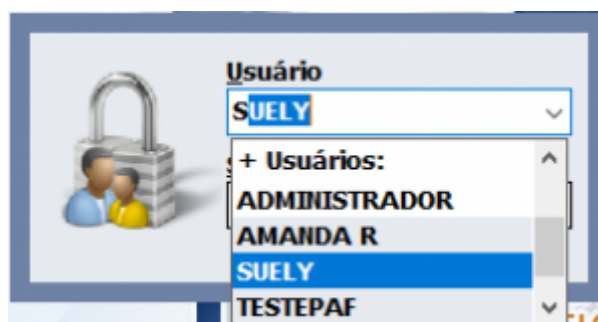 Usuário
SUELY
+ Usuários:
ADMINISTRADOR
AMANDA R
SUELY
TESTEPAF